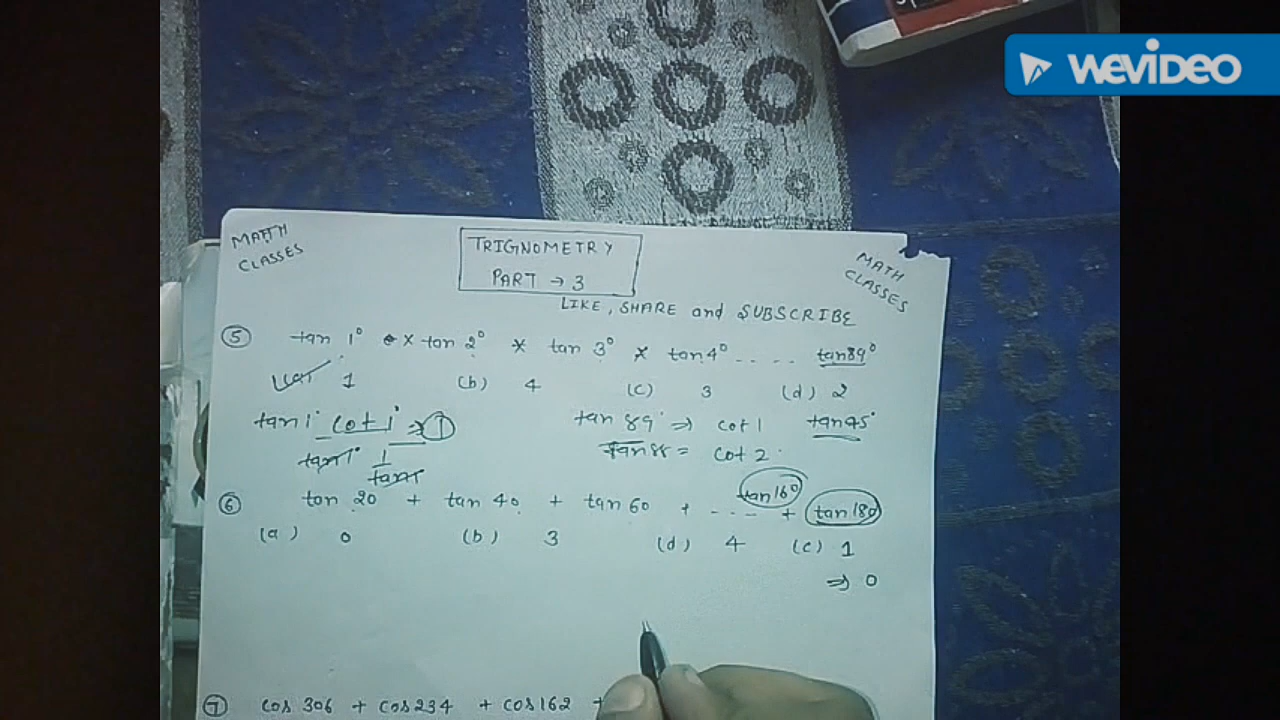 WEVIDEO
MATH CLASSES
TRIGNOMETRY
PART → 3
MATH CLASSES
LIKE, SHARE and SUBSCRIBE
⑤ tan 1° × tan 2° * tan 3° * tan 4° ..... tan 89°
1 (b) 4 (c) 3 (d) 2
tan 1° cot 1° ⇒ ① tan 89° ⇒ cot 1 tan 45°
tan 1° 1/tan 1° tan 88 = cot 2
tan 160
⑥ tan 20 + tan 40 + tan 60 + .... + tan 180
(a) 0 (b) 3 (d) 4 (c) 1
⇒ 0
⑦ cos 306 + cos 234 + cos 162 +